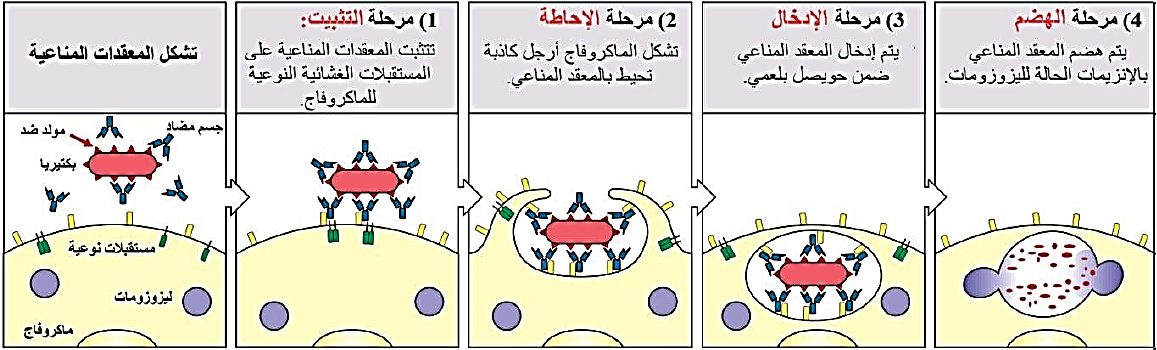 تشكل المعقدات المناعية
1) مرحلة التثبيت:
تتثبت المعقدات المناعية على
المستقبلات الغشائية النوعية
للماكروفاج.
2) مرحلة الإحاطة
تشكل الماكروفاج أرجل كاذبة
تحيط بالمعقد المناعي.
3) مرحلة الإدخال
يتم إدخال المعقد المناعي
ضمن حويصل بلعمي.
4) مرحلة الهضم
يتم هضم المعقد المناعي
بالإنزيمات الحالة لليزوزومات.
جسم مضاد
مولد ضد
بكتيريا
مستقبلات نوعية
ليزوزومات
ماكروفاج